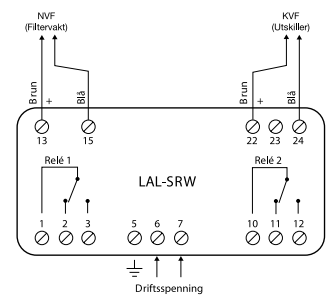 NVF
(Filtervakt)
KVF
(Utskiller)
Brun
+
Blå
Brun
+
Blå
13
15
22
23
24
Relé 1
LAL-SRW
Relé 2
1
2
3
5
6
7
10
11
12
Driftsspenning